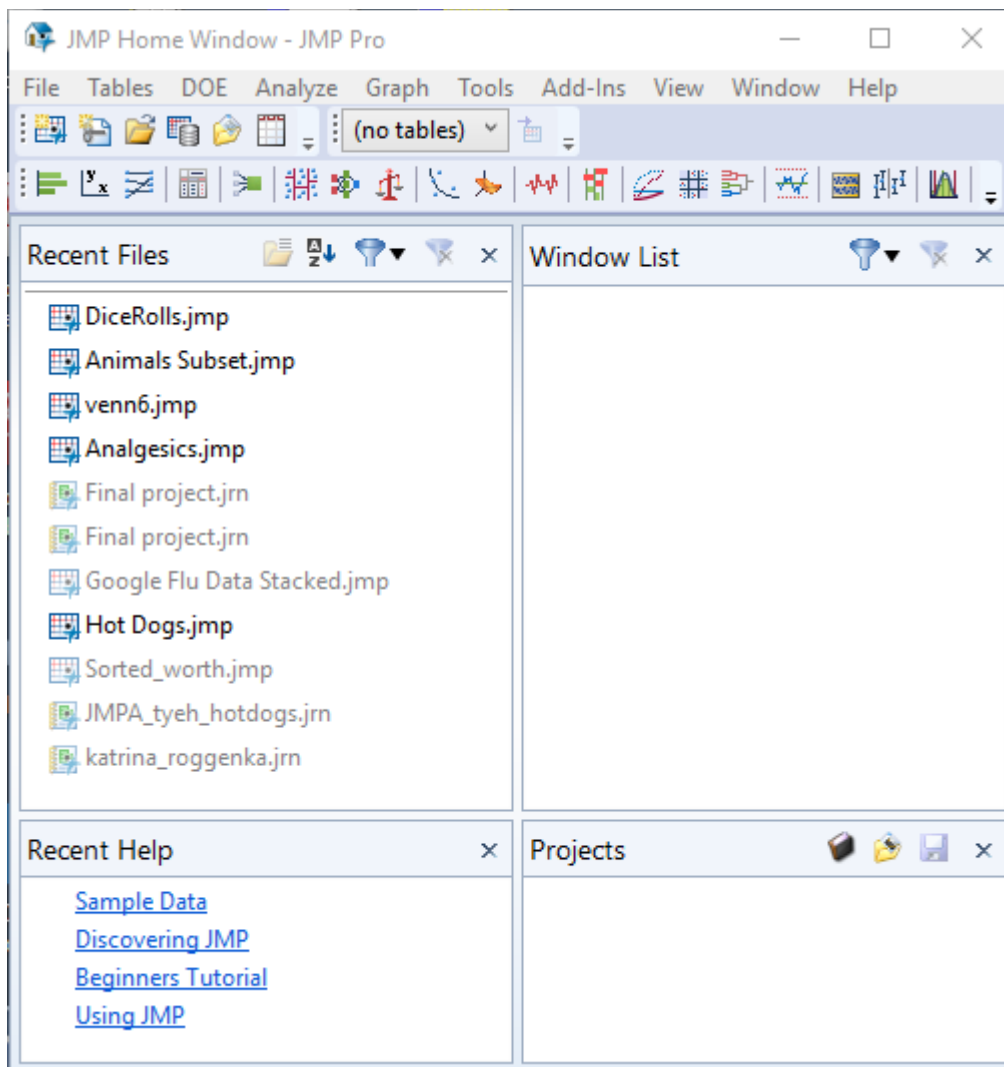 JMP Home Window - JMP Pro
File Tables DOE Analyze Graph Tools Add-Ins View Window Help
(no tables)
Recent Files
DiceRolls.jmp
Animals Subset.jmp
venn6.jmp
Analgesics.jmp
Final project.jrn
Final project.jrn
Google Flu Data Stacked.jmp
Hot Dogs.jmp
Sorted_worth.jmp
JMPA_tyeh_hotdogs.jrn
katrina_roggenka.jrn
Window List
Recent Help
Sample Data
Discovering JMP
Beginners Tutorial
Using JMP
Projects